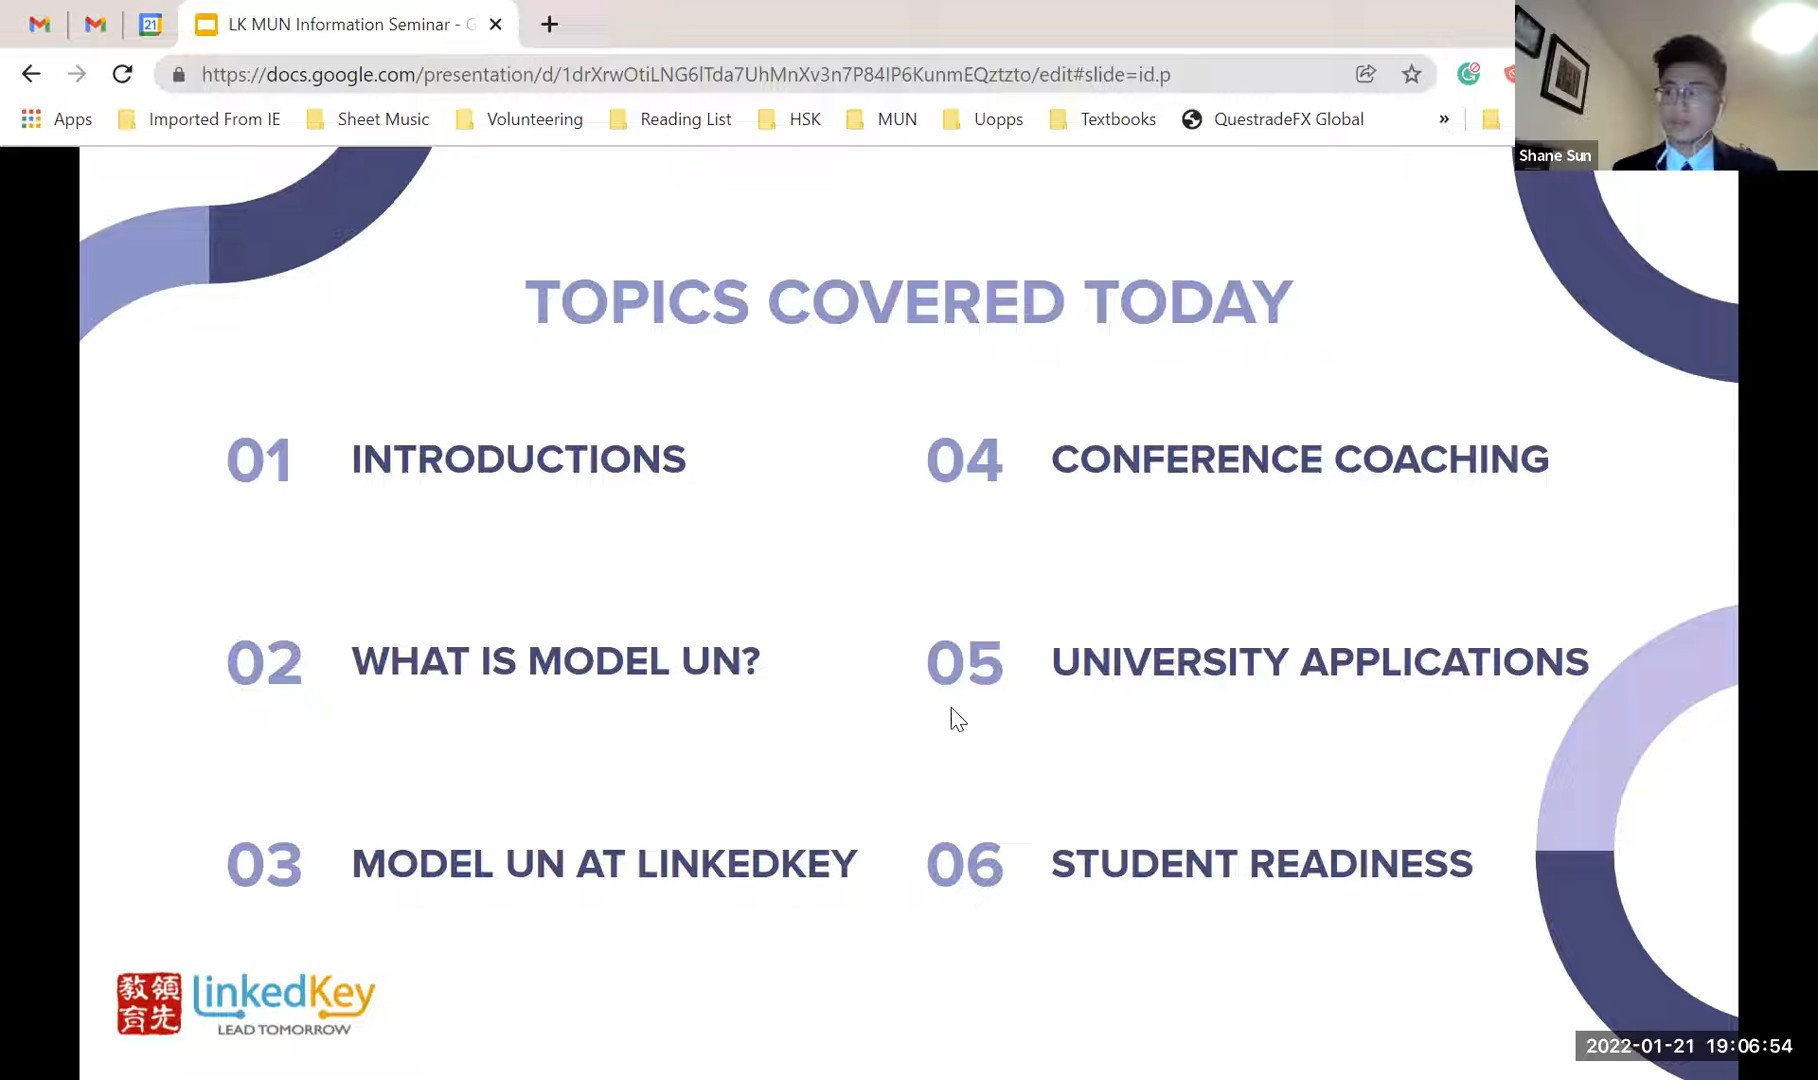 LK MUN Information Seminar - G
https://docs.google.com/presentation/d/1drXrwOtiLNG6lTda7UhMnXv3n7P84IP6KunmEQztzto/edit#slide=id.p
Apps Imported From IE Sheet Music Volunteering Reading List HSK MUN Uopps Textbooks QuestradeFX Global »
Shane Sun
TOPICS COVERED TODAY
01 INTRODUCTIONS
02 WHAT IS MODEL UN?
03 MODEL UN AT LINKEDKEY
04 CONFERENCE COACHING
05 UNIVERSITY APPLICATIONS
06 STUDENT READINESS
領先教育
LinkedKey
LEAD TOMORROW
2022-01-21 19:06:54
21